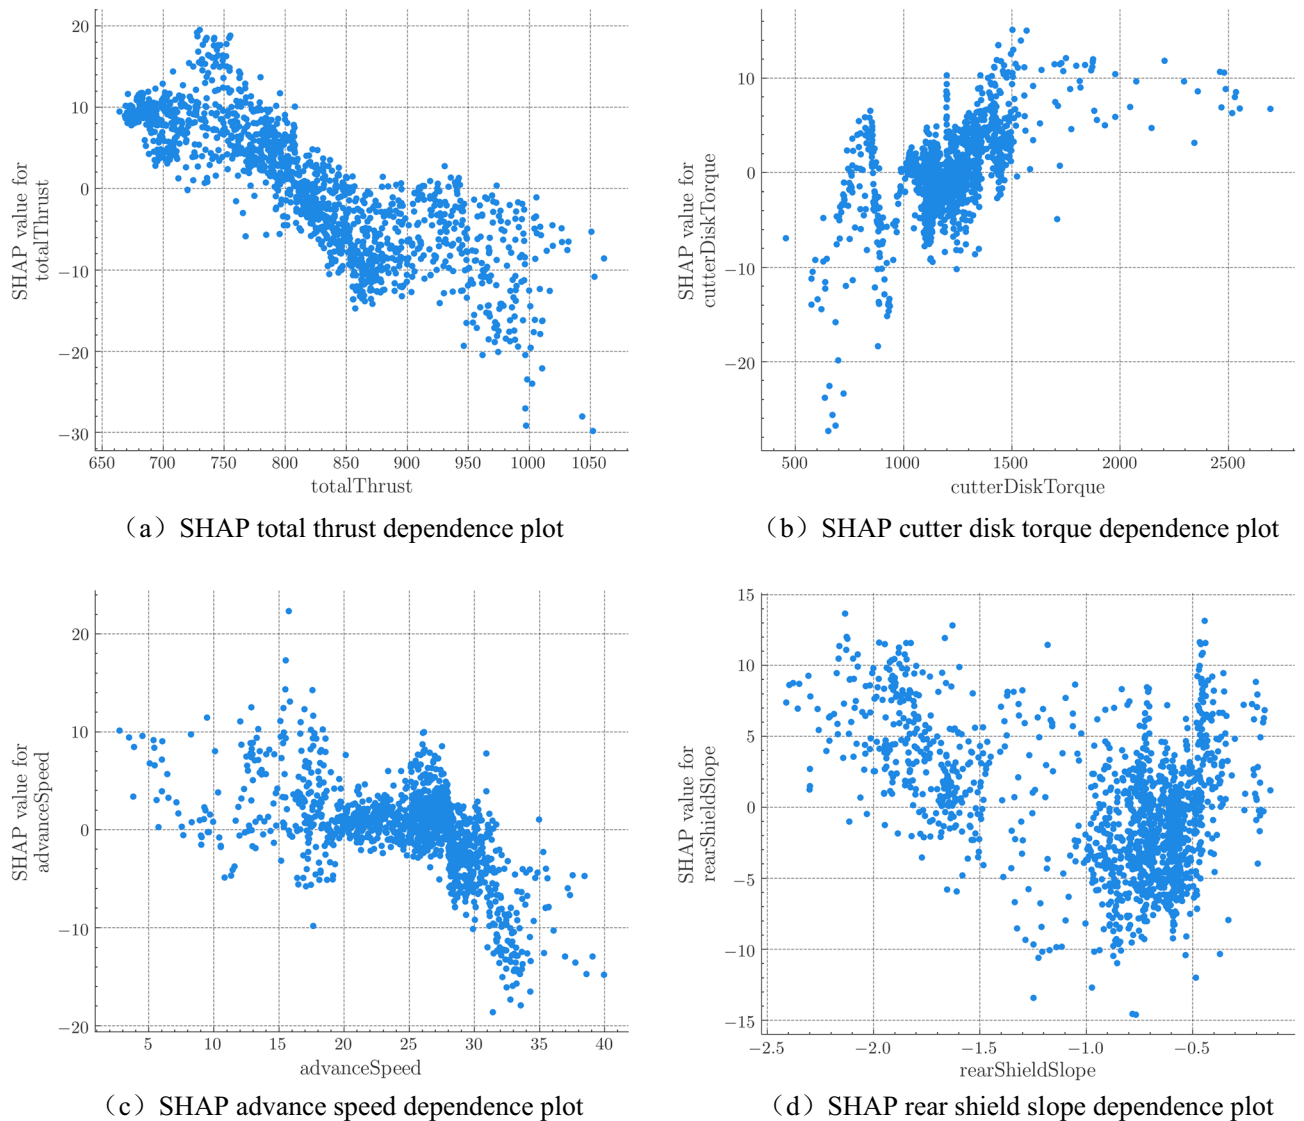 20
10
0
−10
−20
−30
SHAP value for
totalThrust
650 700 750 800 850 900 950 1000 1050
totalThrust
(a) SHAP total thrust dependence plot
10
0
−10
−20
SHAP value for
cutterDiskTorque
500 1000 1500 2000 2500
cutterDiskTorque
(b) SHAP cutter disk torque dependence plot
20
10
0
−10
−20
SHAP value for
advanceSpeed
5 10 15 20 25 30 35 40
advanceSpeed
(c) SHAP advance speed dependence plot
15
10
5
0
−5
−10
−15
SHAP value for
rearShieldSlope
−2.5 −2.0 −1.5 −1.0 −0.5
rearShieldSlope
(d) SHAP rear shield slope dependence plot